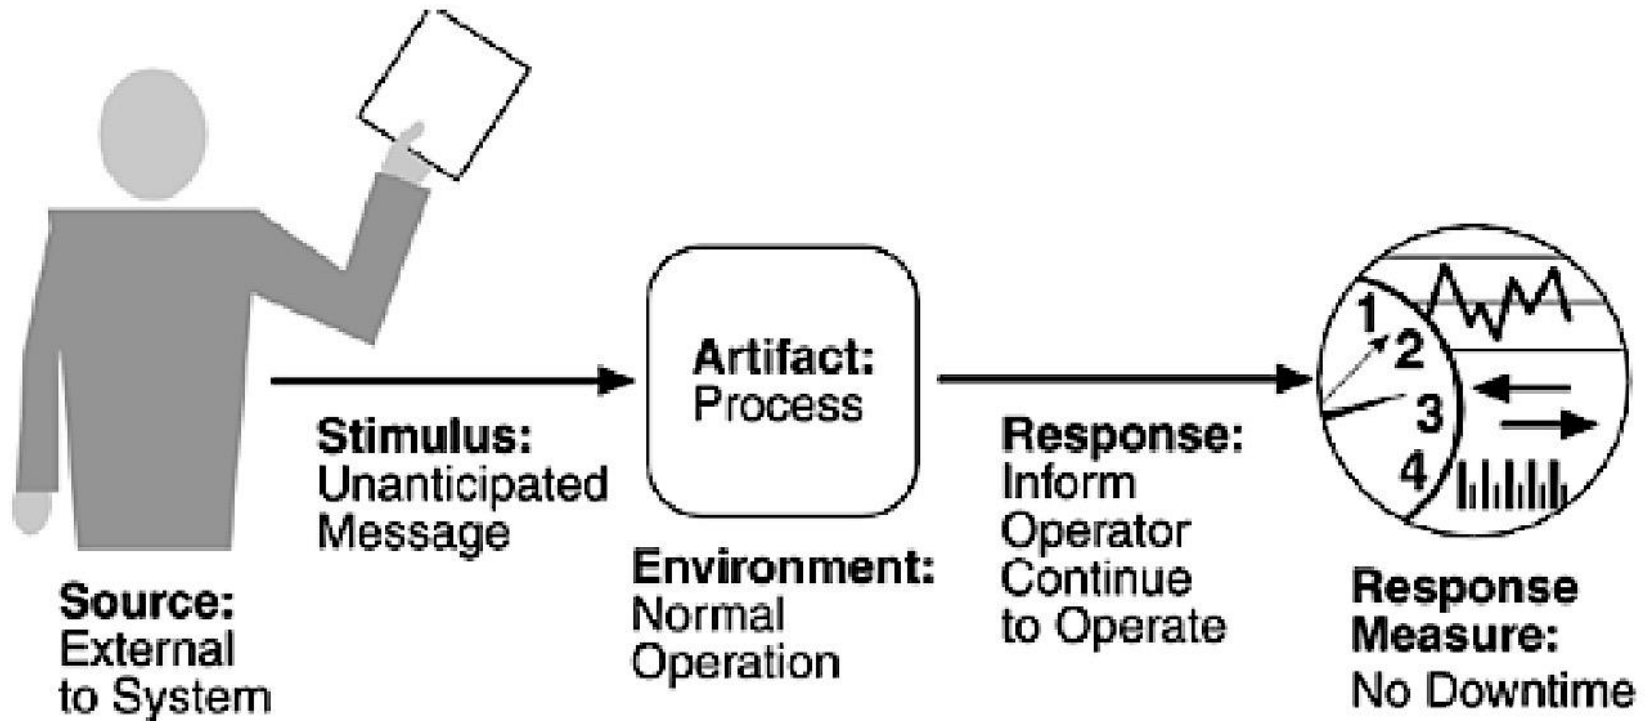 Source:
External
to System
Stimulus:
Unanticipated
Message
Artifact:
Process
Environment:
Normal
Operation
Response:
Inform
Operator
Continue
to Operate
1
2
3
4
Response
Measure:
No Downtime